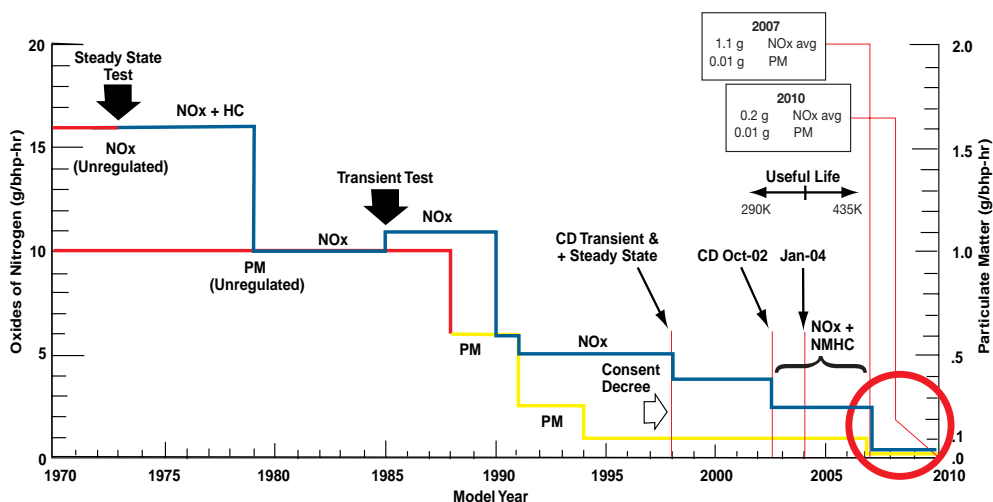 2007
1.1 g NOx avg
0.01 g PM
2010
0.2 g NOx avg
0.01 g PM
Useful Life
290K 435K
Steady State
Test
NOx + HC
NOx
(Unregulated)
Transient Test
NOx
NOx
PM
(Unregulated)
CD Transient &
+ Steady State
CD Oct-02
Jan-04
NOx +
NMHC
NOx
PM
Consent
Decree
PM
Oxides of Nitrogen (g/bhp-hr)
20
15
10
5
0
Particulate Matter (g/bhp-hr)
2.0
1.5
1.0
.5
.1
.0
1970 1975 1980 1985 1990 1995 2000 2005 2010
Model Year